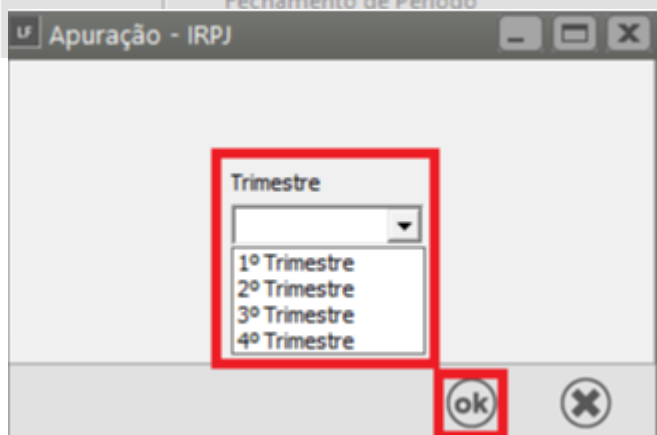 Fechamento de Período
LF Apuração - IRPJ
Trimestre
1º Trimestre
2º Trimestre
3º Trimestre
4º Trimestre
ok